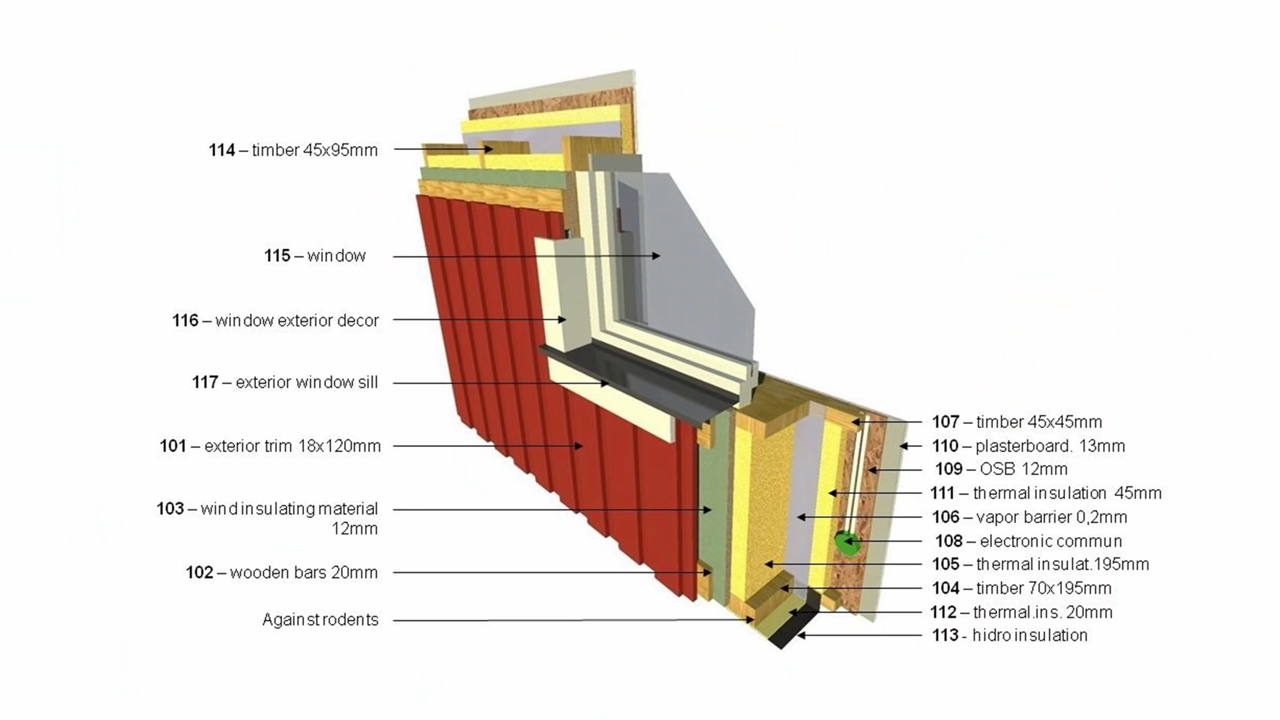 114 – timber 45x95mm
115 – window
116 – window exterior decor
117 – exterior window sill
101 – exterior trim 18x120mm
103 – wind insulating material
12mm
102 – wooden bars 20mm
Against rodents
107 – timber 45x45mm
110 – plasterboard. 13mm
109 – OSB 12mm
111 – thermal insulation 45mm
106 – vapor barrier 0,2mm
108 – electronic commun
105 – thermal insulat.195mm
104 – timber 70x195mm
112 – thermal.ins. 20mm
113 - hidro insulation